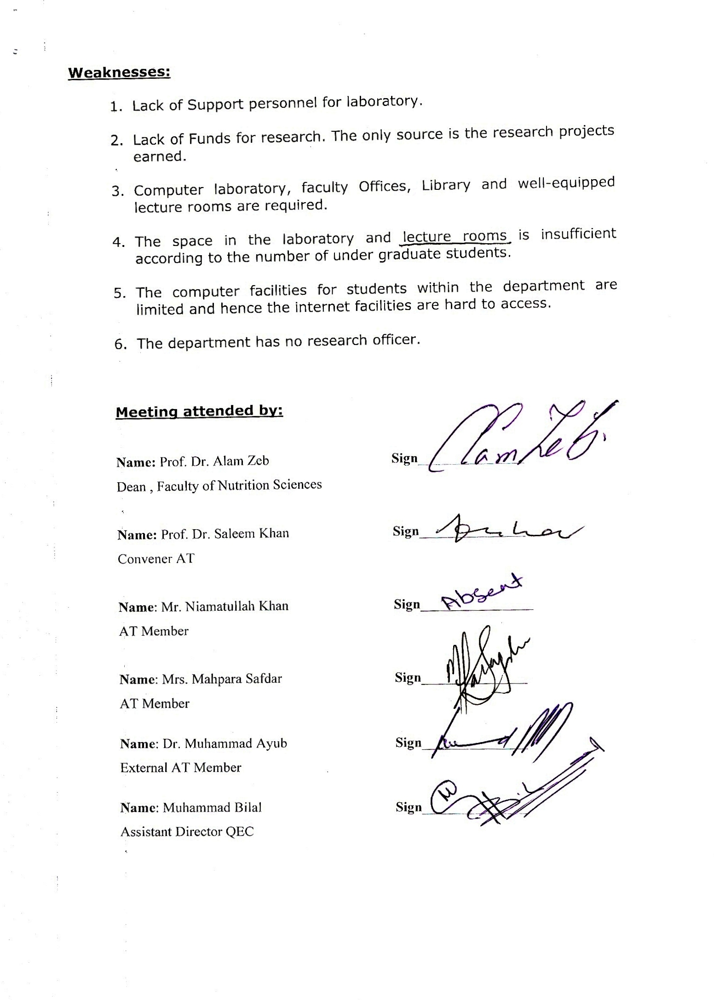 Weaknesses:
1. Lack of Support personnel for laboratory.
2. Lack of Funds for research. The only source is the research projects
earned.
3. Computer laboratory, faculty Offices, Library and well-equipped
lecture rooms are required.
4. The space in the laboratory and lecture rooms is insufficient
according to the number of under graduate students.
5. The computer facilities for students within the department are
limited and hence the internet facilities are hard to access.
6. The department has no research officer.
Meeting attended by:
Name: Prof. Dr. Alam Zeb Sign Alam Zeb.
Dean , Faculty of Nutrition Sciences
Name: Prof. Dr. Saleem Khan Sign
Convener AT
Name: Mr. Niamatullah Khan Sign Absent
AT Member
Name: Mrs. Mahpara Safdar Sign
AT Member
Name: Dr. Muhammad Ayub Sign
External AT Member
Name: Muhammad Bilal Sign
Assistant Director QEC